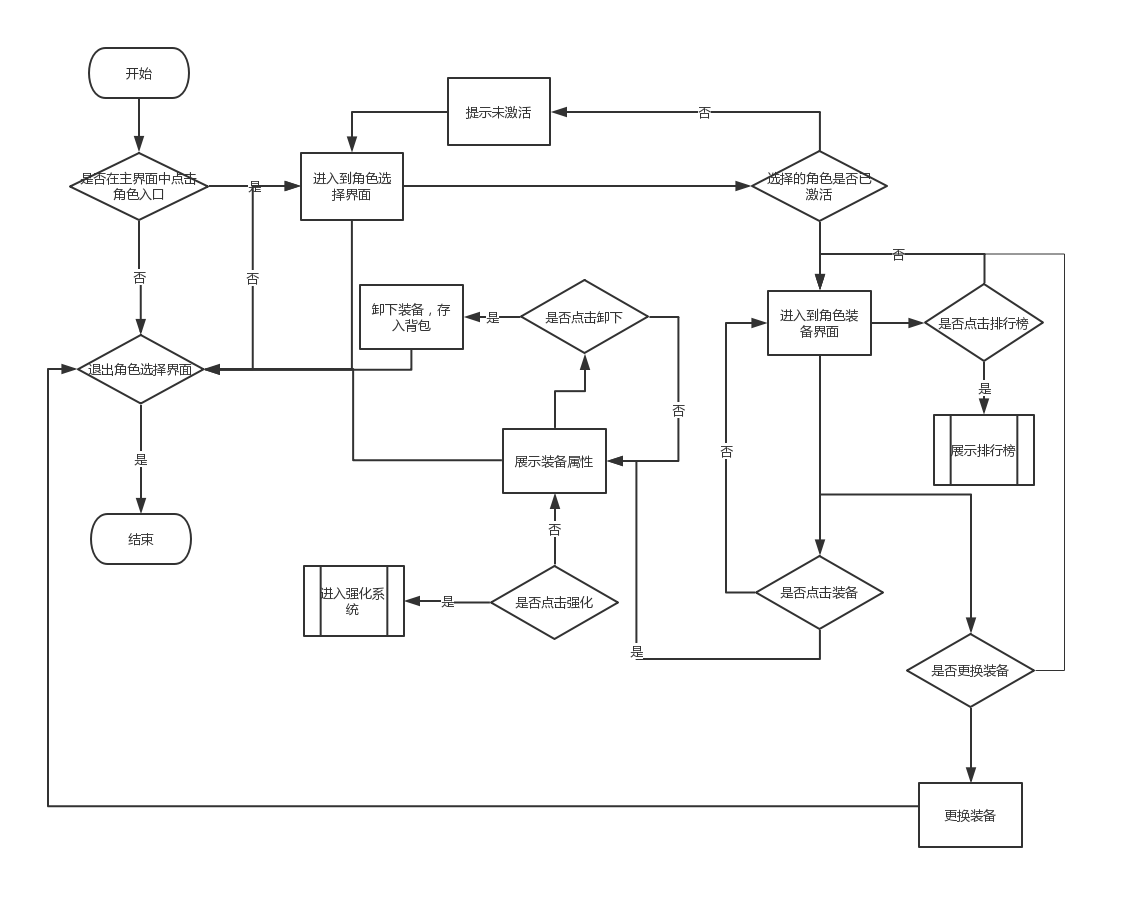 开始
提示未激活
否
是否在主界面中点击
角色入口
是
进入到角色选
择界面
选择的角色是否已
激活
否
否
否
卸下装备，存
入背包
是
是否点击卸下
进入到角色装
备界面
是否点击排行榜
退出角色选择界面
是
否
否
展示排行榜
是
展示装备属性
结束
否
进入强化系
统
是
是否点击强化
是否点击装备
是
是否更换装备
更换装备